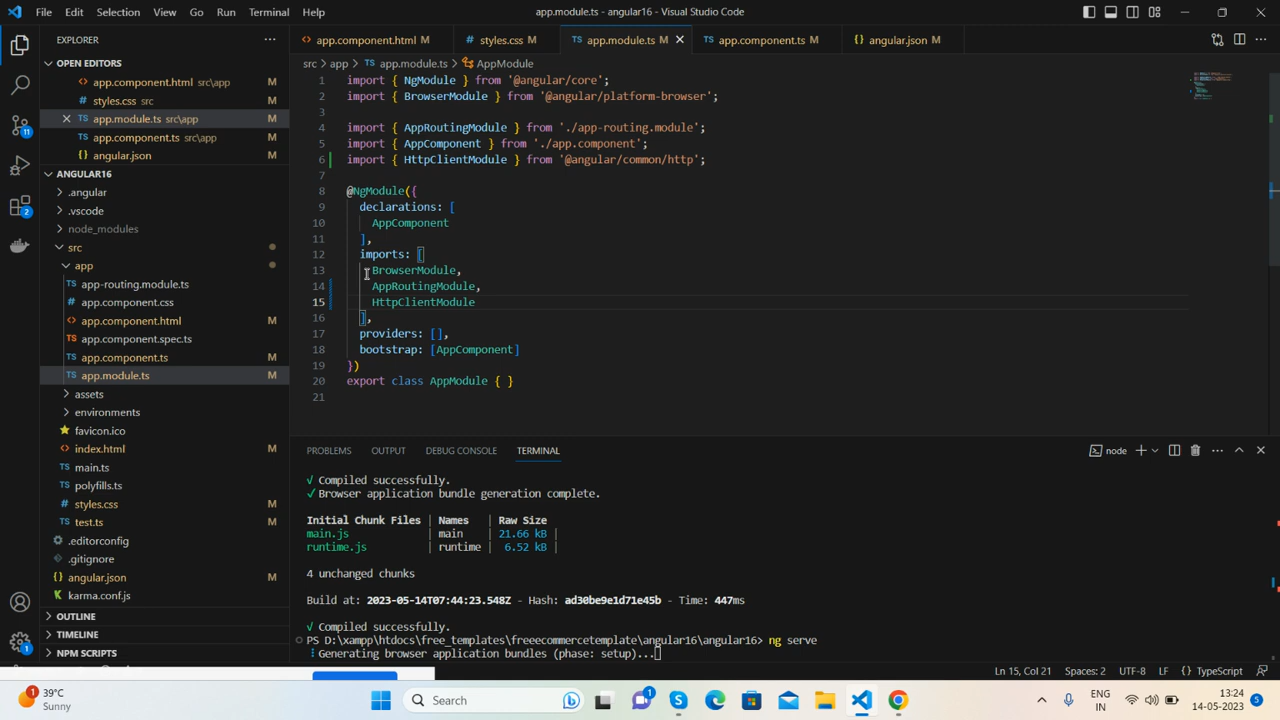 File Edit Selection View Go Run Terminal Help
app.module.ts - angular16 - Visual Studio Code
EXPLORER
OPEN EDITORS
app.component.html src\app M
styles.css src M
app.module.ts src\app M
app.component.ts src\app M
angular.json M
ANGULAR16
.angular
.vscode
node_modules
src
app
app-routing.module.ts
app.component.css
app.component.html M
app.component.spec.ts
app.component.ts M
app.module.ts M
assets
environments
favicon.ico
index.html M
main.ts
polyfills.ts
styles.css M
test.ts M
.editorconfig
.gitignore
angular.json M
karma.conf.js
OUTLINE
TIMELINE
NPM SCRIPTS
11
2
1
app.component.html M styles.css M app.module.ts M app.component.ts M angular.json M
src > app > app.module.ts > AppModule
1 import { NgModule } from '@angular/core';
2 import { BrowserModule } from '@angular/platform-browser';
3
4 import { AppRoutingModule } from './app-routing.module';
5 import { AppComponent } from './app.component';
6 import { HttpClientModule } from '@angular/common/http';
7
8 @NgModule({
9 declarations: [
10 AppComponent
11 ],
12 imports: [
13 BrowserModule,
14 AppRoutingModule,
15 HttpClientModule
16 ],
17 providers: [],
18 bootstrap: [AppComponent]
19 })
20 export class AppModule { }
21
PROBLEMS OUTPUT DEBUG CONSOLE TERMINAL
node
√ Compiled successfully.
✓ Browser application bundle generation complete.
Initial Chunk Files | Names | Raw Size
main.js | main | 21.66 kB |
runtime.js | runtime | 6.52 kB |
4 unchanged chunks
Build at: 2023-05-14T07:44:23.548Z - Hash: ad30be9e1d71e45b - Time: 447ms
√ Compiled successfully.
PS D:\xampp\htdocs\free_templates\freeecommercetemplate\angular16\angular16> ng serve
Generating browser application bundles (phase: setup)...
Ln 15, Col 21 Spaces: 2 UTF-8 LF {} TypeScript
1
39°C
Sunny
Search
1
ENG
IN
13:24
14-05-2023